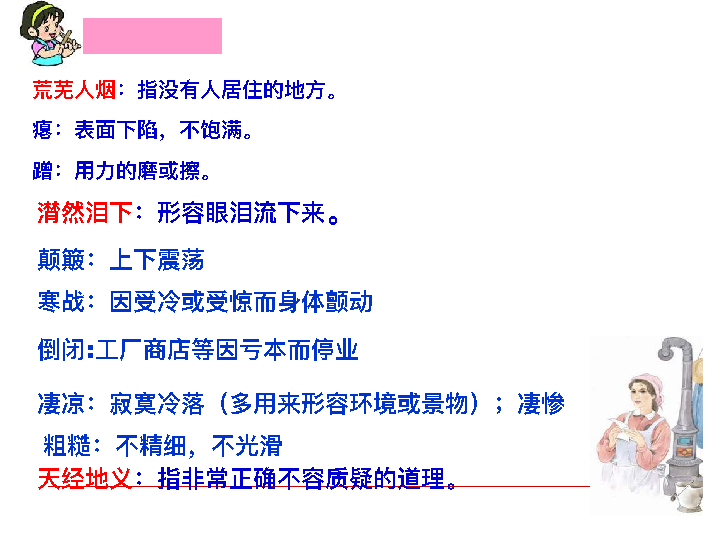 荒芜人烟：指没有人居住的地方。
瘪：表面下陷，不饱满。
蹭：用力的磨或擦。
潸然泪下：形容眼泪流下来。
颠簸：上下震荡
寒战：因受冷或受惊而身体颤动
倒闭:工厂商店等因亏本而停业
凄凉：寂寞冷落（多用来形容环境或景物）；凄惨
粗糙：不精细，不光滑
天经地义：指非常正确不容质疑的道理。